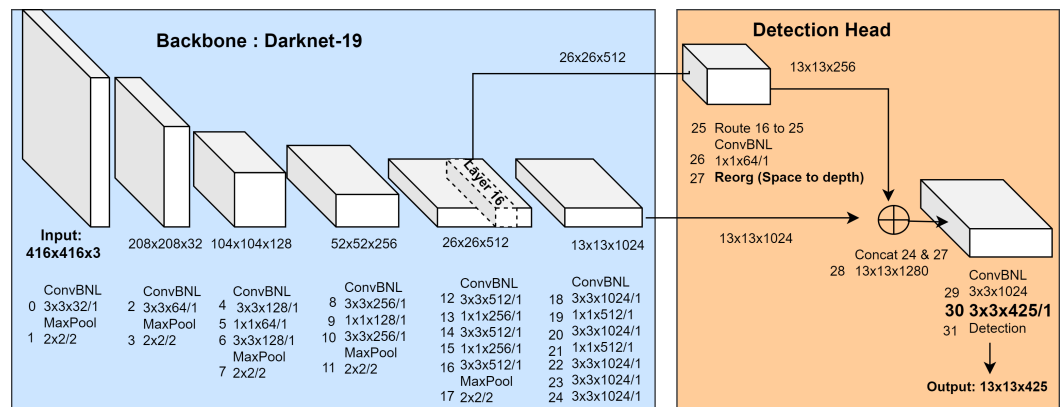 Backbone : Darknet-19
Detection Head
26x26x512
13x13x256
Layer 16
25 Route 16 to 25
ConvBNL
26 1x1x64/1
27 Reorg (Space to depth)
Input:
416x416x3
208x208x32
104x104x128
52x52x256
26x26x512
13x13x1024
13x13x1024
Concat 24 & 27
28 13x13x1280
ConvBNL
0 3x3x32/1
MaxPool
1 2x2/2
ConvBNL
2 3x3x64/1
MaxPool
3 2x2/2
ConvBNL
4 3x3x128/1
5 1x1x64/1
6 3x3x128/1
MaxPool
7 2x2/2
ConvBNL
8 3x3x256/1
9 1x1x128/1
10 3x3x256/1
MaxPool
11 2x2/2
ConvBNL
12 3x3x512/1
13 1x1x256/1
14 3x3x512/1
15 1x1x256/1
16 3x3x512/1
MaxPool
17 2x2/2
ConvBNL
18 3x3x1024/1
19 1x1x512/1
20 3x3x1024/1
21 1x1x512/1
22 3x3x1024/1
23 3x3x1024/1
24 3x3x1024/1
ConvBNL
29 3x3x1024
30 3x3x425/1
31 Detection
Output: 13x13x425